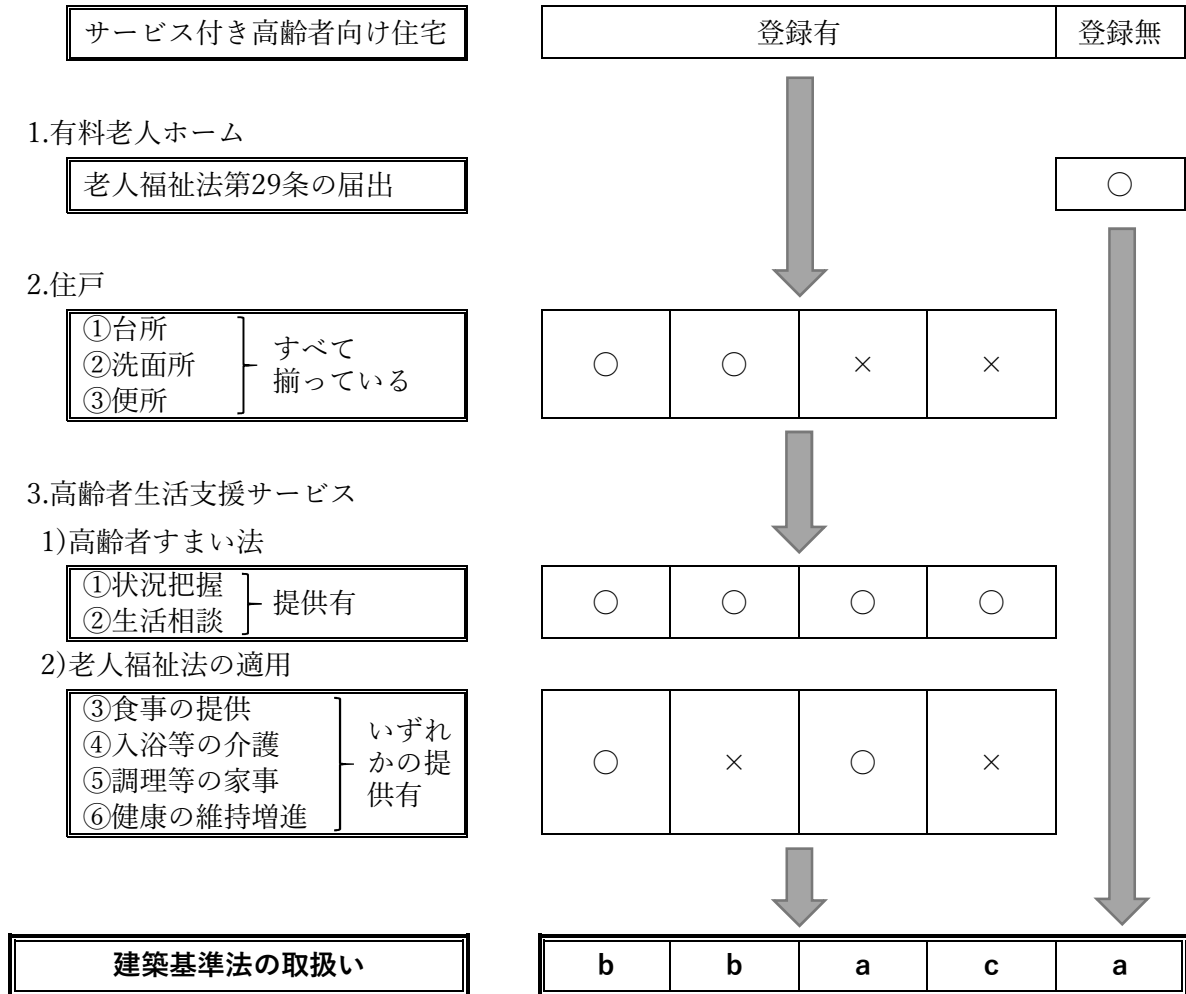 サービス付き高齢者向け住宅 登録有 登録無
1.有料老人ホーム
老人福祉法第29条の届出 ○
2.住戸
①台所
②洗面所
③便所
すべて
揃っている
○ ○ × ×
3.高齢者生活支援サービス
1)高齢者すまい法
①状況把握
②生活相談
提供有
○ ○ ○ ○
2)老人福祉法の適用
③食事の提供
④入浴等の介護
⑤調理等の家事
⑥健康の維持増進
いずれ
かの提
供有
○ × ○ ×
建築基準法の取扱い b b a c a